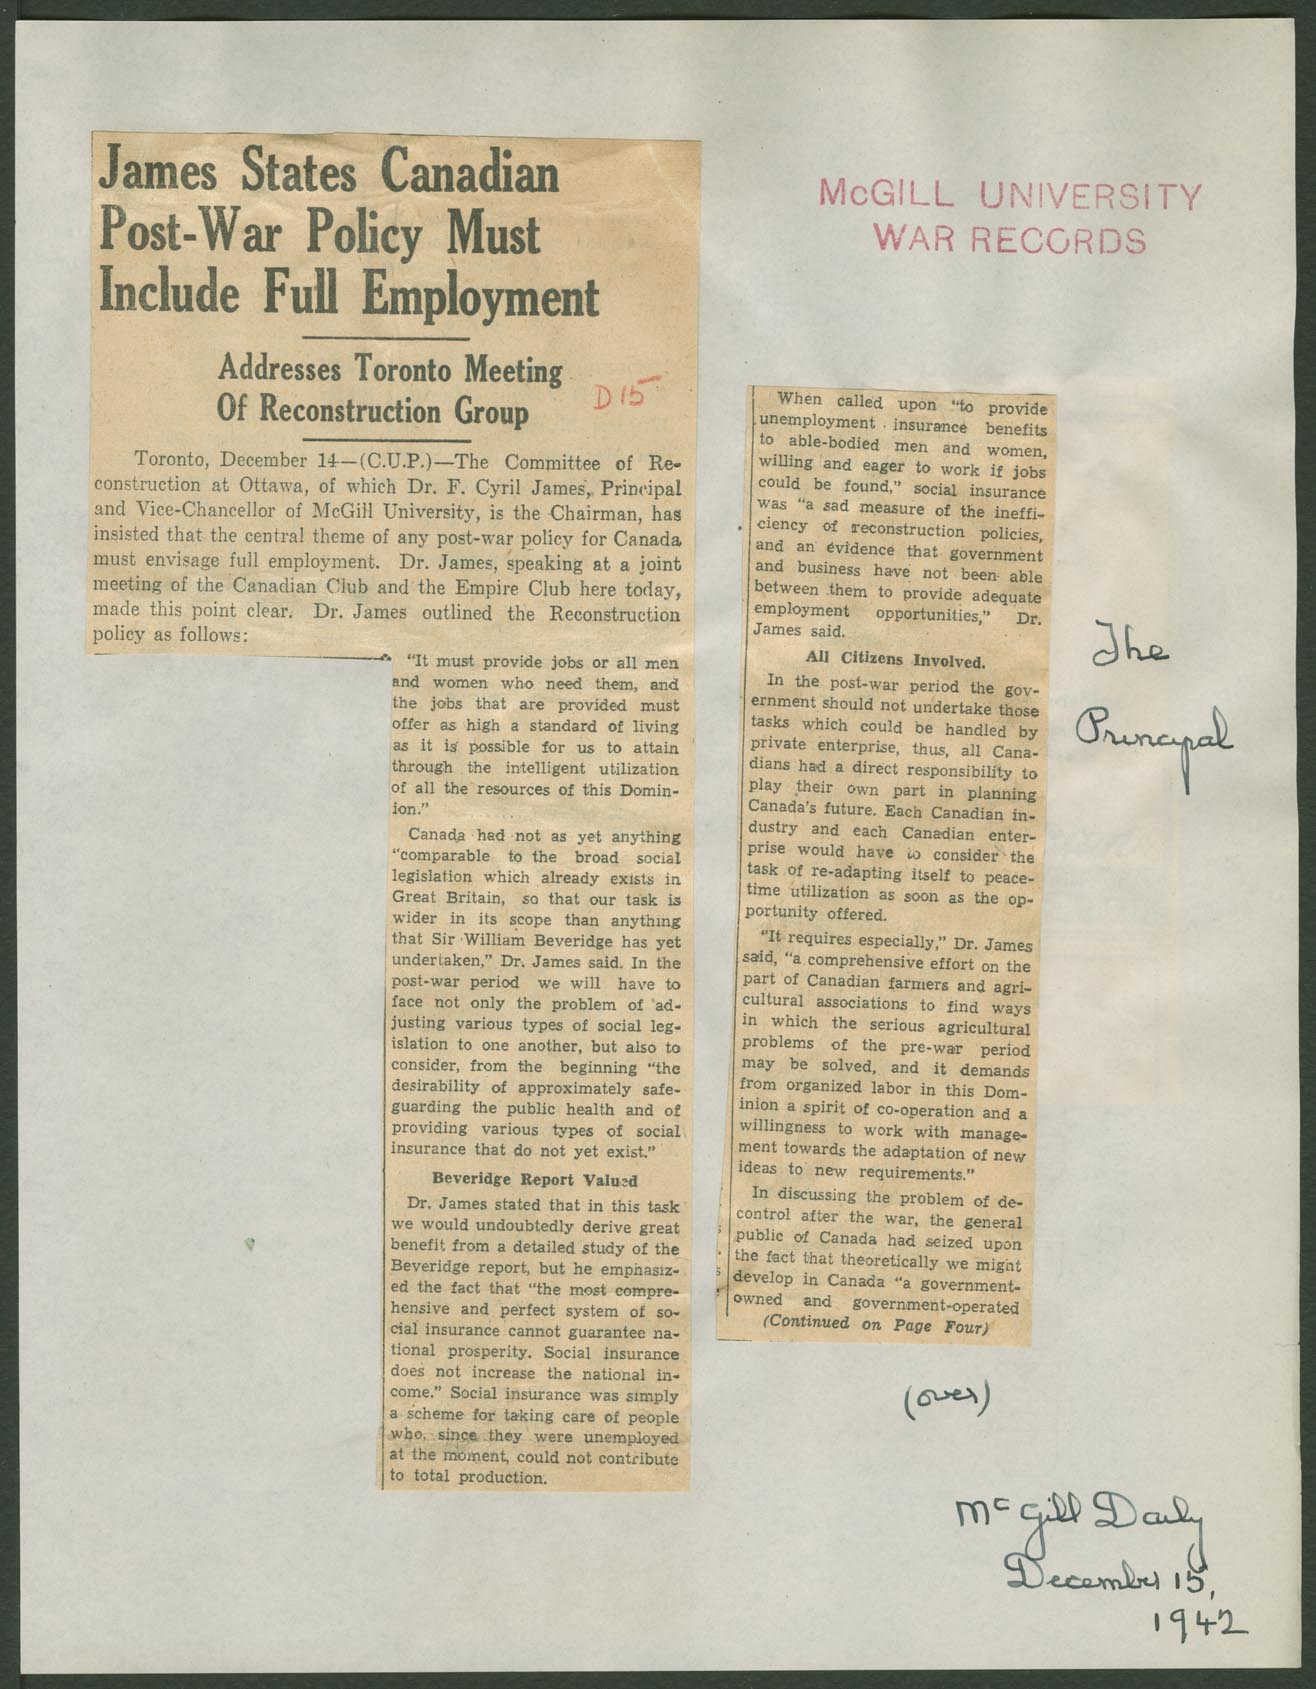 James States Canadian
Post-War Policy Must
Include Full Employment
Addresses Toronto Meeting
Of Reconstruction Group
D 15
Toronto, December 14—(C.U.P.)—The Committee of Re-
construction at Ottawa, of which Dr. F. Cyril James, Principal
and Vice-Chancellor of McGill University, is the Chairman, has
insisted that the central theme of any post-war policy for Canada
must envisage full employment. Dr. James, speaking at a joint
meeting of the Canadian Club and the Empire Club here today,
made this point clear. Dr. James outlined the Reconstruction
policy as follows:
"It must provide jobs or all men
and women who need them, and
the jobs that are provided must
offer as high a standard of living
as it is possible for us to attain
through the intelligent utilization
of all the resources of this Domin-
ion."
Canada had not as yet anything
"comparable to the broad social
legislation which already exists in
Great Britain, so that our task is
wider in its scope than anything
that Sir William Beveridge has yet
undertaken," Dr. James said. In the
post-war period we will have to
face not only the problem of ad-
justing various types of social leg-
islation to one another, but also to
consider, from the beginning "the
desirability of approximately safe-
guarding the public health and of
providing various types of social
insurance that do not yet exist."
Beveridge Report Valued
Dr. James stated that in this task
we would undoubtedly derive great
benefit from a detailed study of the
Beveridge report, but he emphasiz-
ed the fact that "the most compre-
hensive and perfect system of so-
cial insurance cannot guarantee na-
tional prosperity. Social insurance
does not increase the national in-
come." Social insurance was simply
a scheme for taking care of people
who, since they were unemployed
at the moment, could not contribute
to total production.
McGILL UNIVERSITY
WAR RECORDS
When called upon "to provide
unemployment insurance benefits
to able-bodied men and women,
willing and eager to work if jobs
could be found," social insurance
was "a sad measure of the ineffi-
ciency of reconstruction policies,
and an evidence that government
and business have not been able
between them to provide adequate
employment opportunities," Dr.
James said.
All Citizens Involved.
In the post-war period the gov-
ernment should not undertake those
tasks which could be handled by
private enterprise, thus, all Cana-
dians had a direct responsibility to
play their own part in planning
Canada's future. Each Canadian in-
dustry and each Canadian enter-
prise would have to consider the
task of re-adapting itself to peace-
time utilization as soon as the op-
portunity offered.
"It requires especially," Dr. James
said, "a comprehensive effort on the
part of Canadian farmers and agri-
cultural associations to find ways
in which the serious agricultural
problems of the pre-war period
may be solved, and it demands
from organized labor in this Dom-
inion a spirit of co-operation and a
willingness to work with manage-
ment towards the adaptation of new
ideas to new requirements."
In discussing the problem of de-
control after the war, the general
public of Canada had seized upon
the fact that theoretically we might
develop in Canada "a government-
owned and government-operated
(Continued on Page Four)
The
Principal
(over)
McGill Daily
December 15,
1942